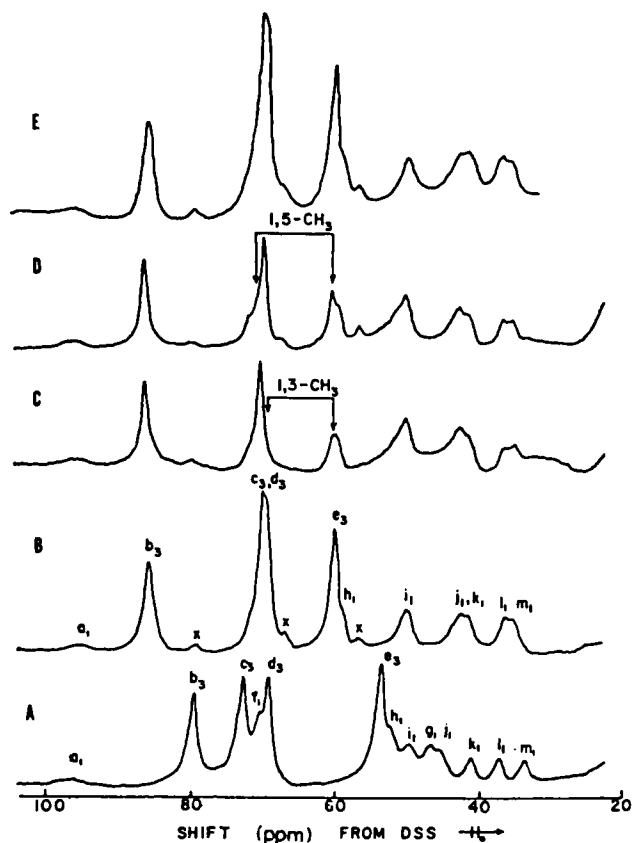 E
1,5-CH₃
D
1,3-CH₃
C
c₃,d₃
b₃
e₃
B
h₁
i₁
j₁,k₁
l₁
m₁
a₁
x
x
x
e₃
b₃
c₃
f₁
d₃
A
h₁
i₁
g₁
j₁
k₁
l₁
m₁
a₁
100
80
60
40
20
SHIFT (ppm) FROM DSS